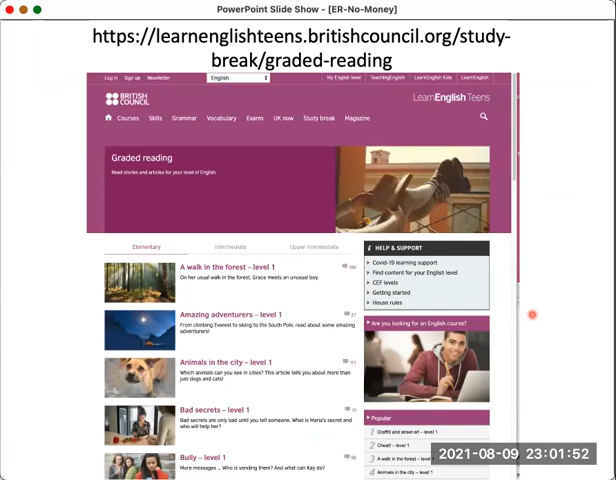 PowerPoint Slide Show - [ER-No-Money]
https://learnenglishteens.britishcouncil.org/study-
break/graded-reading
Log in Sign up Newsletter English My English level TeachingEnglish LearnEnglish Kids LearnEnglish
BRITISH
COUNCIL
LearnEnglish Teens
Courses Skills Grammar Vocabulary Exams UK now Study break Magazine
Graded reading
Read stories and articles for your level of English.
Elementary Intermediate Upper intermediate
A walk in the forest – level 1
On her usual walk in the forest, Grace meets an unusual boy.
Amazing adventurers – level 1
From climbing Everest to skiing to the South Pole, read about some amazing
adventurers!
Animals in the city – level 1
Which animals can you see in cities? This article tells you about more than
just dogs and cats!
Bad secrets – level 1
Bad secrets are only bad until you tell someone. What is Maria's secret and
who will help her?
Bully – level 1
More messages ... Who is sending them? And what can Kay do?
i HELP & SUPPORT
Covid-19 learning support
Find content for your English level
CEF levels
Getting started
House rules
Are you looking for an English course?
Popular
1 Graffiti and street art – level 1
2 Cheat! – level 1
3 A walk in the forest – level 1
4 Animals in the city – level 1
2021-08-09 23:01:52